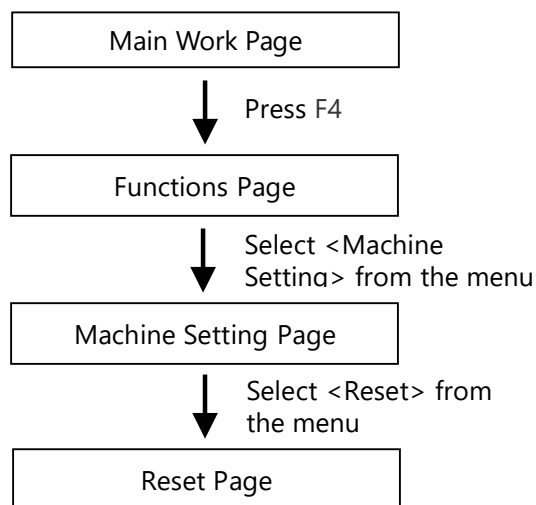 Main Work Page
Press F4
Functions Page
Select <Machine
Setting> from the menu
Machine Setting Page
Select <Reset> from
the menu
Reset Page